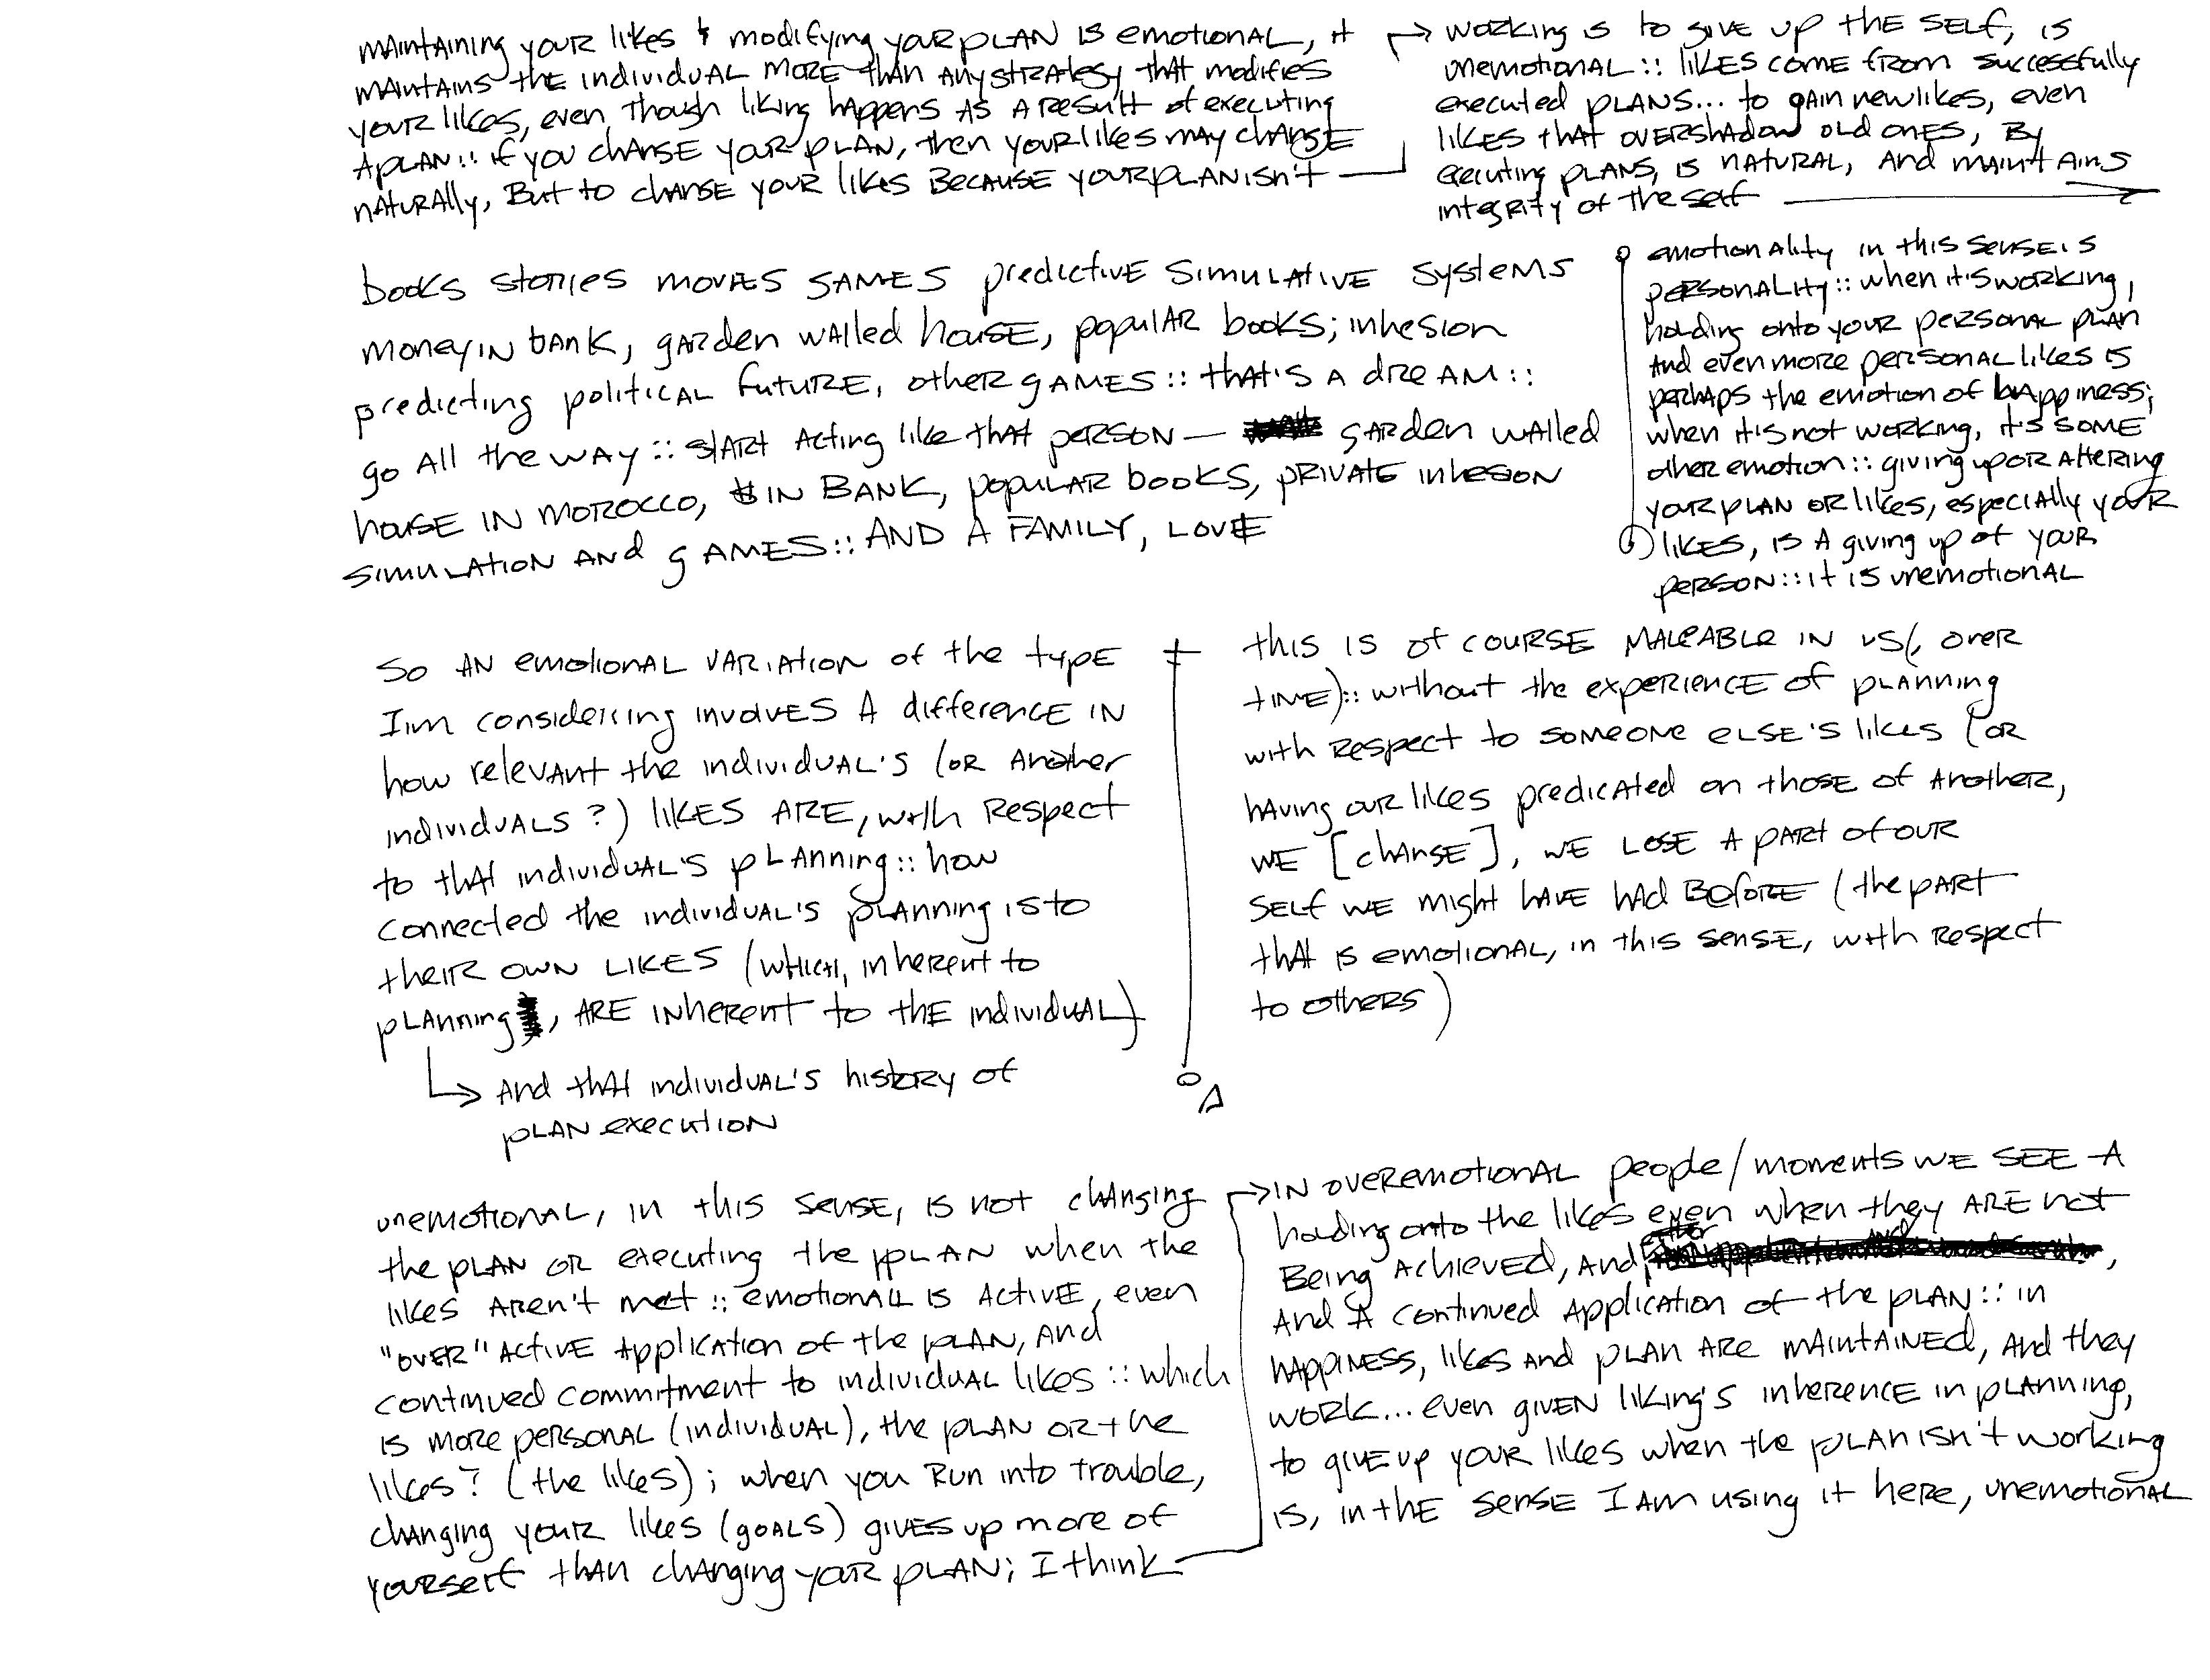 maintaining your likes & modifying your plan is emotional, it
maintains the individual more than any strategy that modifies
your likes, even though liking happens as a result of executing
a plan:: if you change your plan, then your likes may change
naturally, But to change your likes Because your plan isn't
working is to give up the self, is
unemotional:: likes come from successfully
executed plans... to gain new likes, even
likes that overshadow old ones, By
executing plans, is natural, and maintains
integrity of the self
books stories movies games predictive simulative systems
money in bank, garden walled house, popular books; inhesion
predicting political future, other games:: that's a dream::
go all the way:: start acting like that person— garden walled
house in Morocco, $ in bank, popular books, private inhesion
simulation and games:: AND A FAMILY, LOVE
emotionality in this sense is
personality:: when it's working,
holding onto your personal plan
and even more personal likes is
perhaps the emotion of happiness;
when it's not working, it's some
other emotion:: giving up or altering
your plan or likes, especially your
likes, is a giving up of your
person:: it is unemotional
So an emotional variation of the type
I'm considering involves a difference in
how relevant the individual's (or another
individuals?) likes are, with respect
to that individual's planning:: how
connected the individual's planning is to
their own likes (which, inherent to
planning, are inherent to the individual)
and that individual's history of
plan execution
this is of course maleable in us(, over
time):: without the experience of planning
with respect to someone else's likes (or
having our likes predicated on those of another,
we [change], we lose a part of our
self we might have had before (the part
that is emotional, in this sense, with respect
to others)
A
unemotional, in this sense, is not changing
the plan or executing the plan when the
likes aren't met:: emotional is active, even
"over" active application of the plan, and
continued commitment to individual likes:: which
is more personal (individual), the plan or the
likes? (the likes); when you run into trouble,
changing your likes (goals) gives up more of
yourself than changing your plan; I think
in overemotional people/moments we see a
holding onto the likes even when they are not
Being achieved, and ,
and a continued application of the plan:: in
happiness, likes and plan are maintained, and they
work... even given liking's inherence in planning,
to give up your likes when the plan isn't working
is, in the sense I am using it here, unemotional